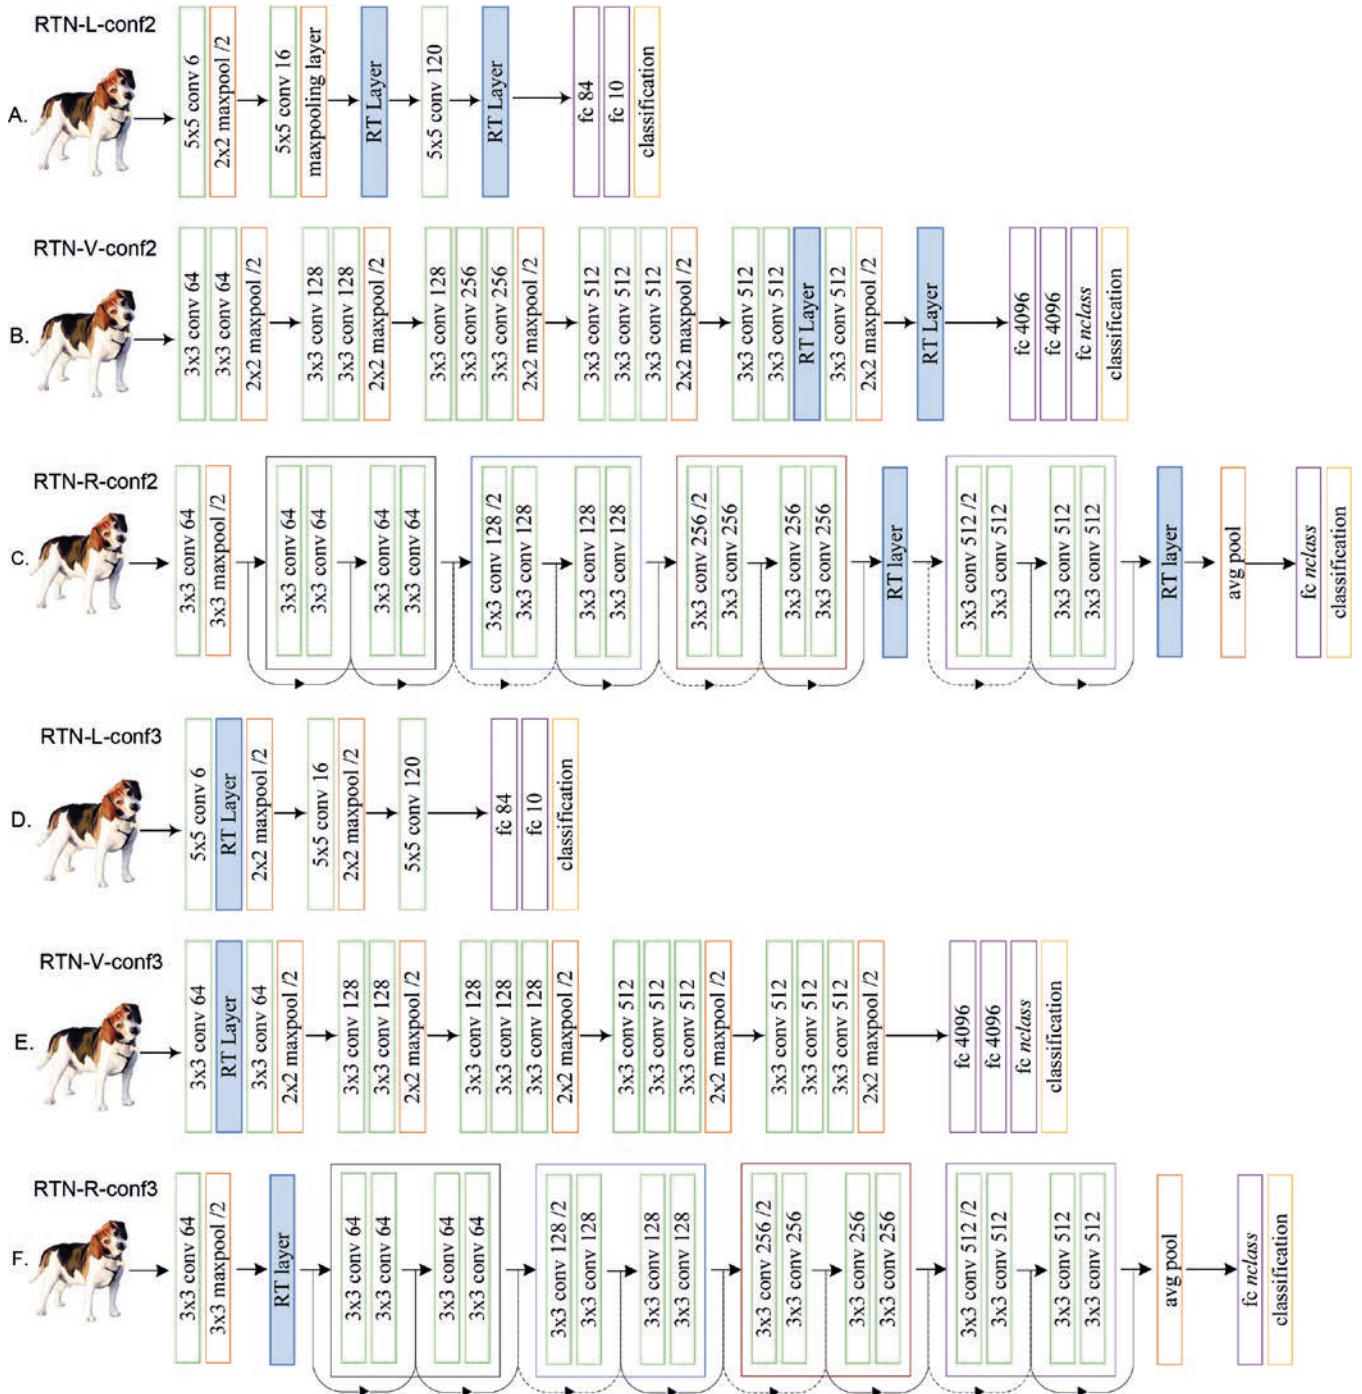 RTN-L-conf2
A.
5x5 conv 6
2x2 maxpool /2
5x5 conv 16
maxpooling layer
RT Layer
5x5 conv 120
RT Layer
fc 84
fc 10
classification
RTN-V-conf2
B.
3x3 conv 64
3x3 conv 64
2x2 maxpool /2
3x3 conv 128
3x3 conv 128
2x2 maxpool /2
3x3 conv 128
3x3 conv 256
3x3 conv 256
2x2 maxpool /2
3x3 conv 512
3x3 conv 512
3x3 conv 512
2x2 maxpool /2
3x3 conv 512
3x3 conv 512
RT Layer
3x3 conv 512
2x2 maxpool /2
RT Layer
fc 4096
fc 4096
fc nclass
classification
RTN-R-conf2
C.
3x3 conv 64
3x3 maxpool /2
3x3 conv 64
3x3 conv 64
3x3 conv 64
3x3 conv 64
3x3 conv 128 /2
3x3 conv 128
3x3 conv 128
3x3 conv 128
3x3 conv 256 /2
3x3 conv 256
3x3 conv 256
3x3 conv 256
RT layer
3x3 conv 512 /2
3x3 conv 512
3x3 conv 512
3x3 conv 512
RT layer
avg pool
fc nclass
classification
RTN-L-conf3
D.
5x5 conv 6
RT Layer
2x2 maxpool /2
5x5 conv 16
2x2 maxpool /2
5x5 conv 120
fc 84
fc 10
classification
RTN-V-conf3
E.
3x3 conv 64
RT Layer
3x3 conv 64
2x2 maxpool /2
3x3 conv 128
3x3 conv 128
2x2 maxpool /2
3x3 conv 128
3x3 conv 128
3x3 conv 128
2x2 maxpool /2
3x3 conv 512
3x3 conv 512
3x3 conv 512
2x2 maxpool /2
3x3 conv 512
3x3 conv 512
3x3 conv 512
2x2 maxpool /2
fc 4096
fc 4096
fc nclass
classification
RTN-R-conf3
F.
3x3 conv 64
3x3 maxpool /2
RT layer
3x3 conv 64
3x3 conv 64
3x3 conv 64
3x3 conv 64
3x3 conv 128 /2
3x3 conv 128
3x3 conv 128
3x3 conv 128
3x3 conv 256 /2
3x3 conv 256
3x3 conv 256
3x3 conv 256
3x3 conv 512 /2
3x3 conv 512
3x3 conv 512
3x3 conv 512
avg pool
fc nclass
classification